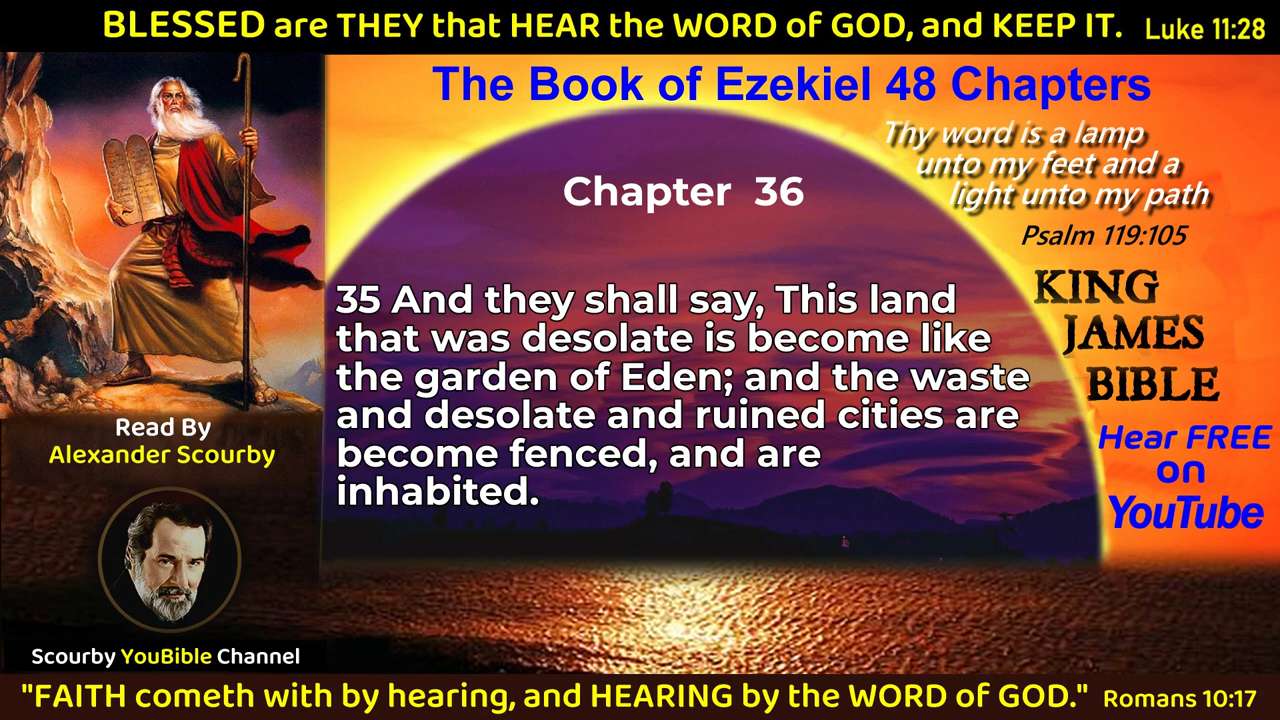 BLESSED are THEY that HEAR the WORD of GOD, and KEEP IT. Luke 11:28
The Book of Ezekiel 48 Chapters
Thy word is a lamp
unto my feet and a
light unto my path
Psalm 119:105
Chapter 36
35 And they shall say, This land
that was desolate is become like
the garden of Eden; and the waste
and desolate and ruined cities are
become fenced, and are
inhabited.
KING
JAMES
BIBLE
Hear FREE
on
YouTube
Read By
Alexander Scourby
Scourby YouBible Channel
"FAITH cometh with by hearing, and HEARING by the WORD of GOD." Romans 10:17